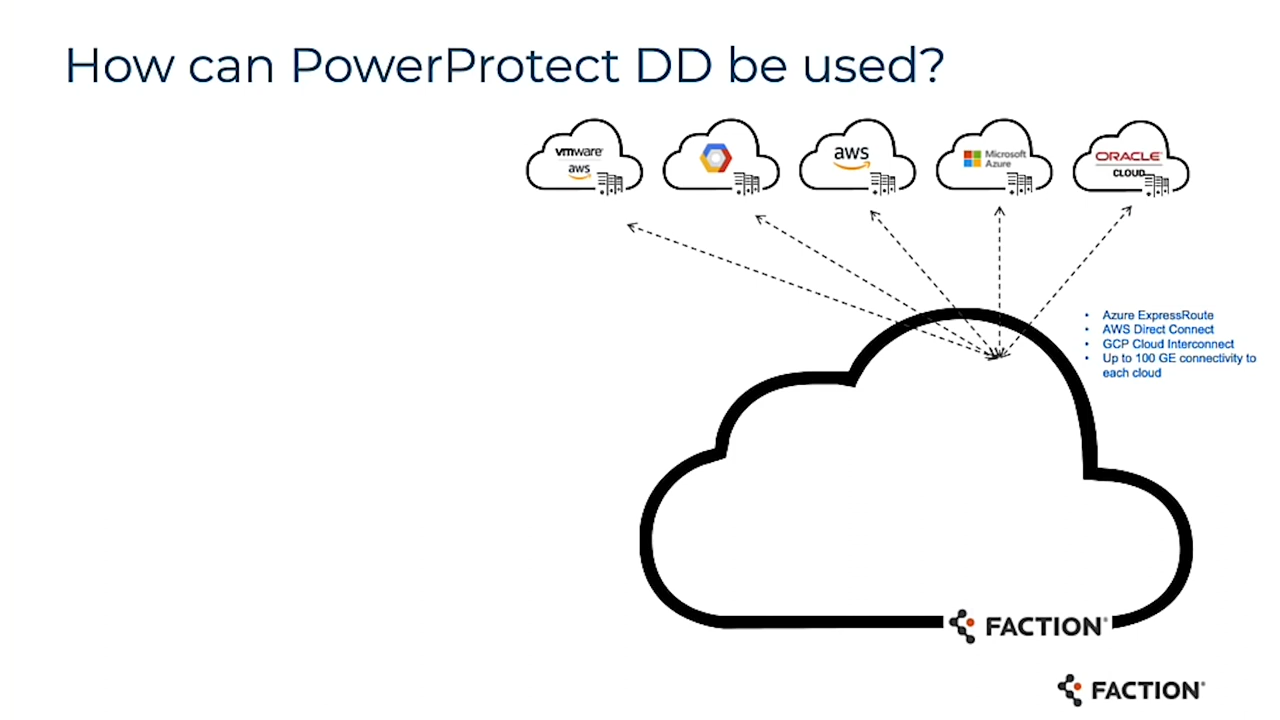 How can PowerProtect DD be used?
vmware®
aws
aws
Microsoft
Azure
ORACLE®
CLOUD
• Azure ExpressRoute
• AWS Direct Connect
• GCP Cloud Interconnect
• Up to 100 GE connectivity to
each cloud
FACTION®
FACTION®